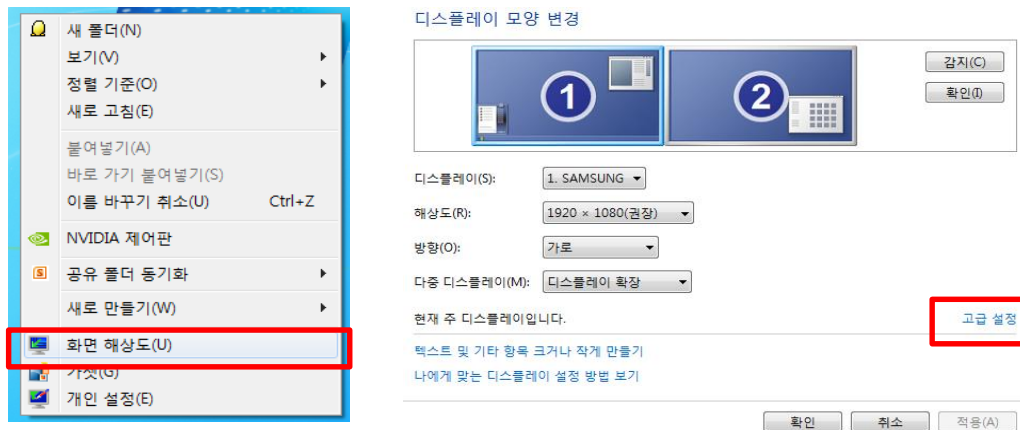 새 폴더(N)
보기(V)
정렬 기준(O)
새로 고침(E)
붙여넣기(A)
바로 가기 붙여넣기(S)
이름 바꾸기 취소(U) Ctrl+Z
NVIDIA 제어판
공유 폴더 동기화
새로 만들기(W)
화면 해상도(U)
가젯(G)
개인 설정(E)
디스플레이 모양 변경
1
2
감지(C)
확인(I)
디스플레이(S): 1. SAMSUNG
해상도(R): 1920 × 1080(권장)
방향(O): 가로
다중 디스플레이(M): 디스플레이 확장
현재 주 디스플레이입니다.
고급 설정
텍스트 및 기타 항목 크거나 작게 만들기
나에게 맞는 디스플레이 설정 방법 보기
확인 취소 적용(A)